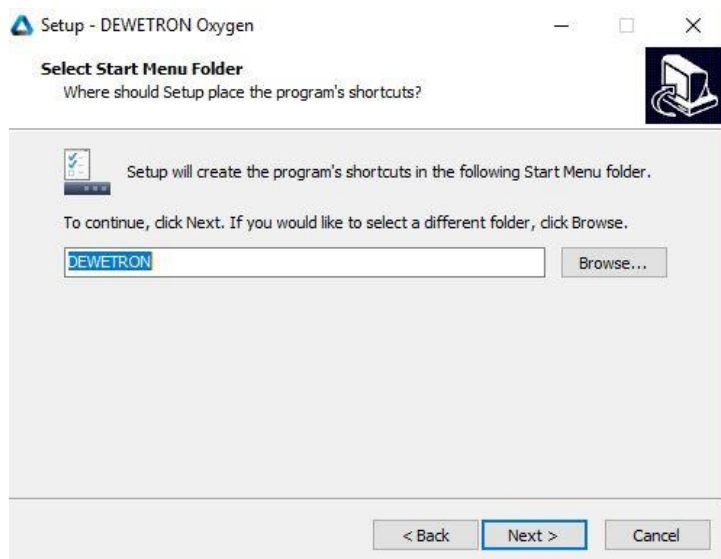 Setup - DEWETRON Oxygen
Select Start Menu Folder
Where should Setup place the program's shortcuts?
Setup will create the program's shortcuts in the following Start Menu folder.
To continue, click Next. If you would like to select a different folder, click Browse.
DEWETRON
Browse...
< Back
Next >
Cancel